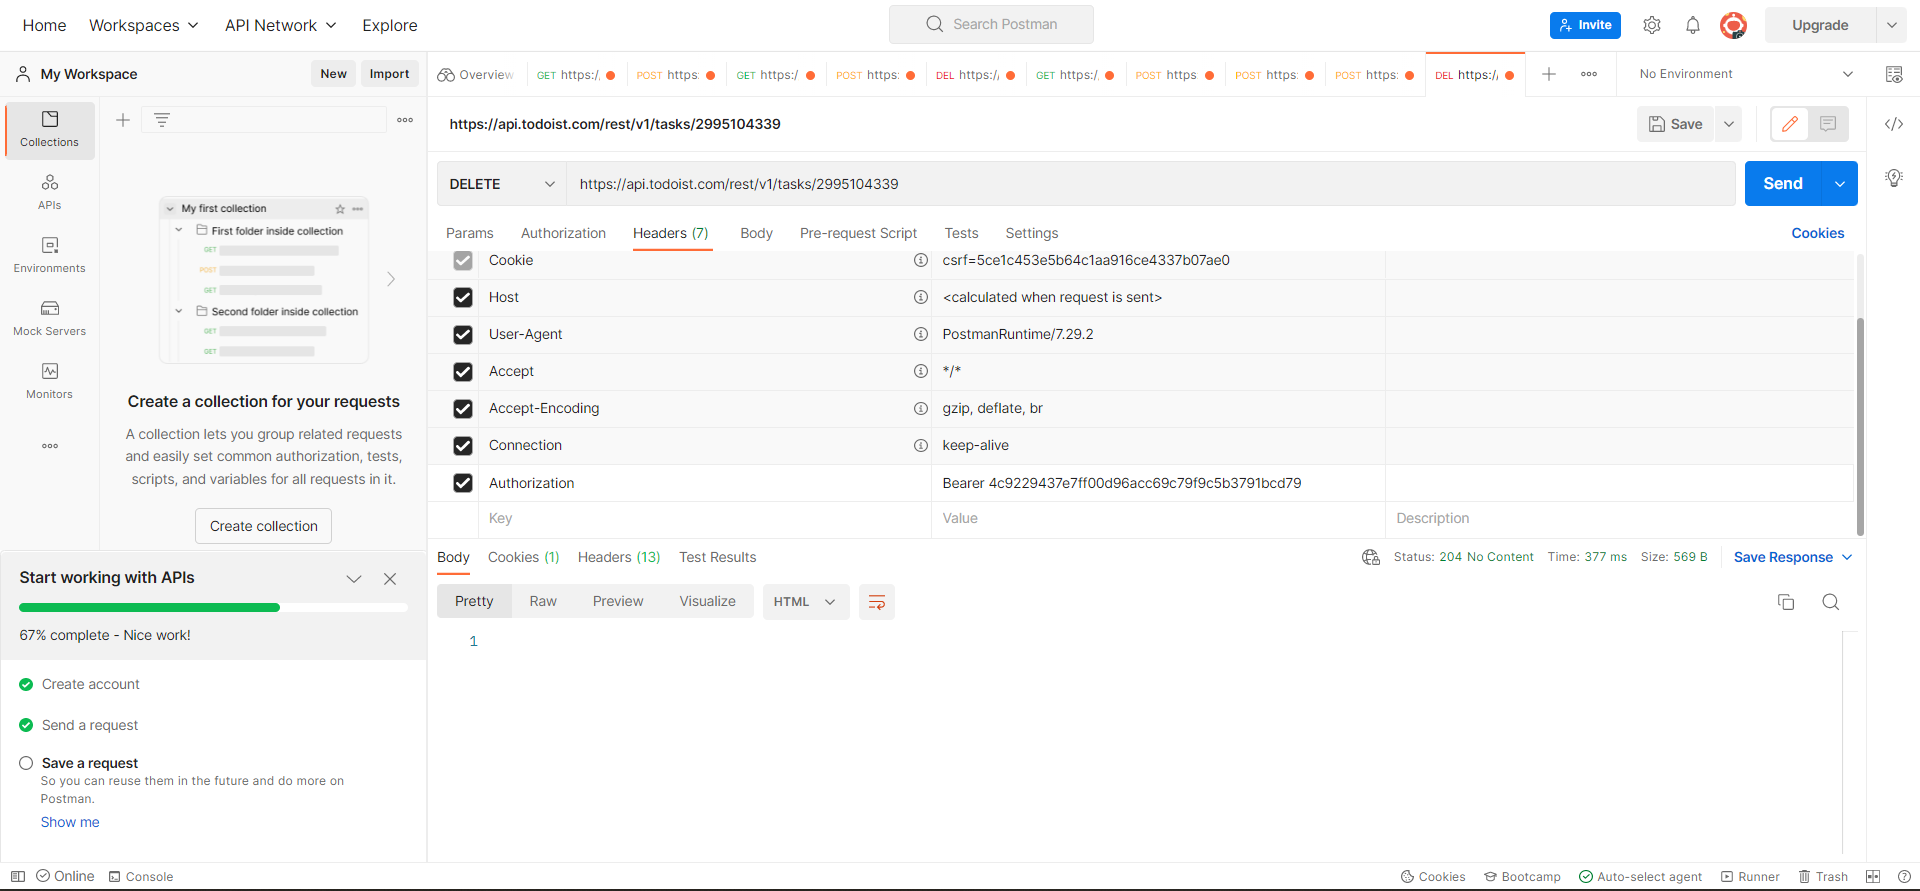 Home Workspaces API Network Explore Search Postman Invite Upgrade
My Workspace New Import
Overview GET https:/ POST https: GET https:/ POST https: DEL https:/ GET https:/ POST https POST https: POST https: DEL https:/ No Environment
Collections
APIs
Environments
Mock Servers
Monitors
My first collection
First folder inside collection
GET
POST
GET
Second folder inside collection
GET
GET
Create a collection for your requests
A collection lets you group related requests
and easily set common authorization, tests,
scripts, and variables for all requests in it.
Create collection
Start working with APIs
67% complete - Nice work!
Create account
Send a request
Save a request
So you can reuse them in the future and do more on
Postman.
Show me
https://api.todoist.com/rest/v1/tasks/2995104339 Save
DELETE https://api.todoist.com/rest/v1/tasks/2995104339 Send
Params Authorization Headers (7) Body Pre-request Script Tests Settings Cookies
Cookie csrf=5ce1c453e5b64c1aa916ce4337b07ae0
Host <calculated when request is sent>
User-Agent PostmanRuntime/7.29.2
Accept */*
Accept-Encoding gzip, deflate, br
Connection keep-alive
Authorization Bearer 4c9229437e7ff00d96acc69c79f9c5b3791bcd79
Key Value Description
Body Cookies (1) Headers (13) Test Results Status: 204 No Content Time: 377 ms Size: 569 B Save Response
Pretty Raw Preview Visualize HTML
1
Online Console Cookies Bootcamp Auto-select agent Runner Trash